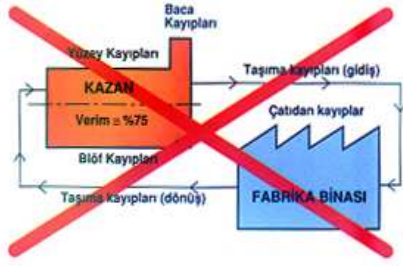 Baca
Kayıpları
Yüzey Kayıpları
KAZAN
Verim ≅ %75
Blöf Kayıpları
Taşıma kayıpları (gidiş)
Çatıdan kayıplar
FABRİKA BİNASI
Taşıma kayıpları (dönüş)